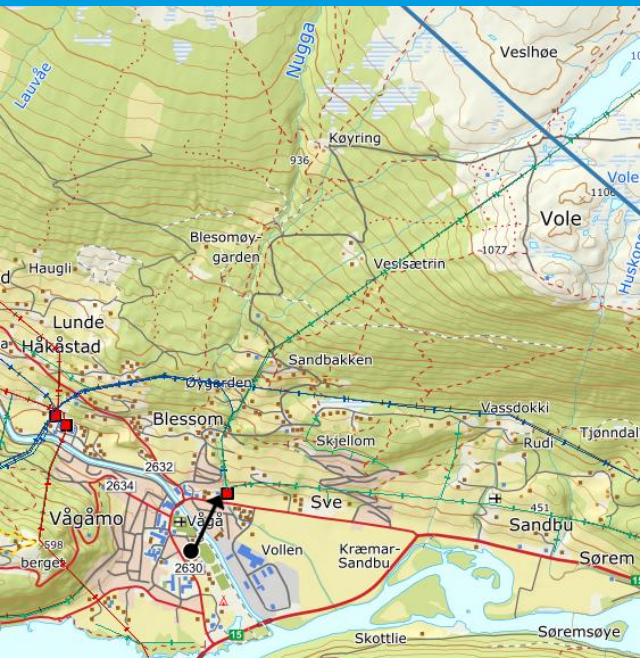 Nugga
Veslhøe
Lauvåe
Køyring
936
Vole
1106
Vole
Blesomøy-
garden
-1077
Haugli
Veslsætrin
d
Lunde
Håkåstad
Sandbakken
Øygarden
Blessom
Vassdokki
Skjellom
Rudi
Tjønndal
2632
2634
Sve
451
Vågåmo
Vågå
Sandbu
598
berget
Vollen
Kræmar-
Sandbu
Sørem
2630
15
15
Skottlie
Søremsøye